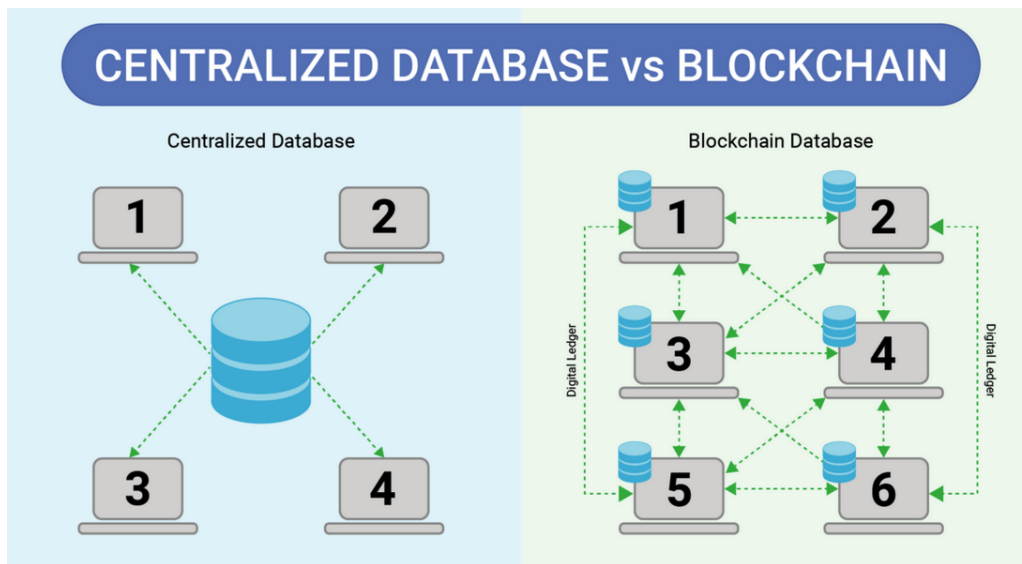 CENTRALIZED DATABASE vs BLOCKCHAIN
Centralized Database
1
2
3
4
Blockchain Database
1
2
3
4
5
6
Digital Ledger
Digital Ledger